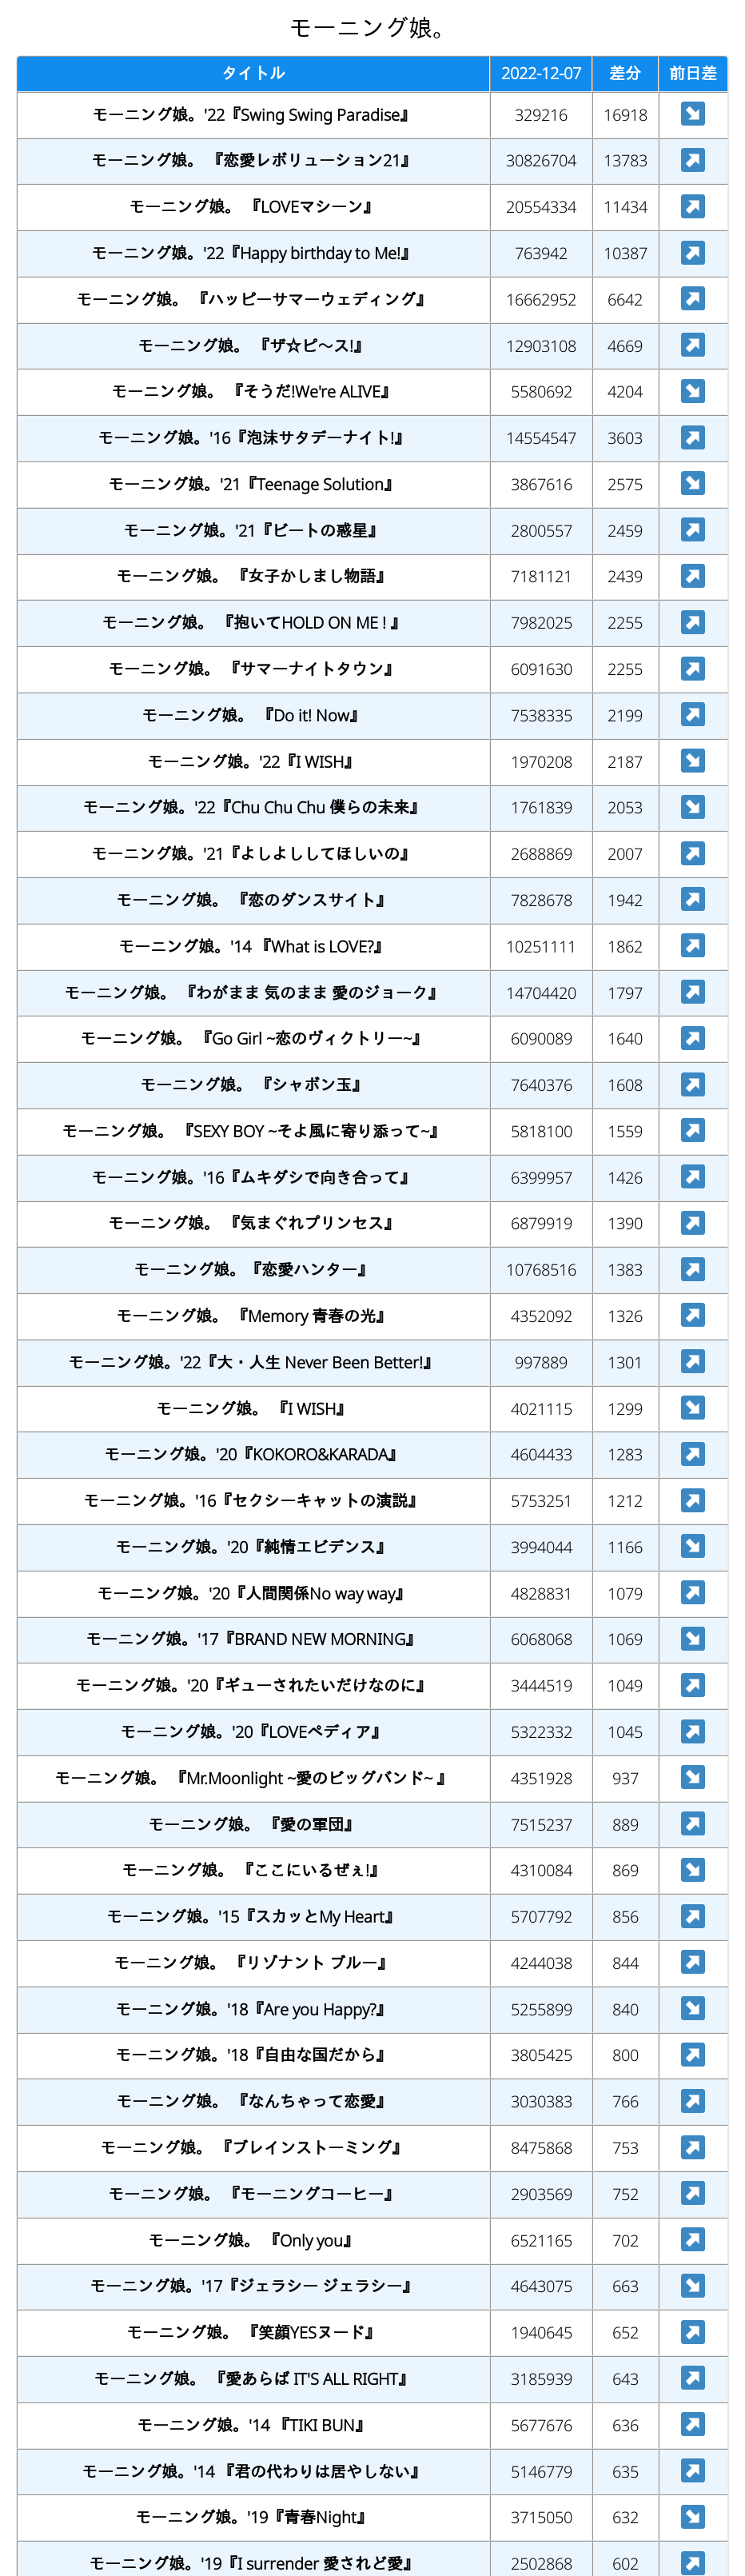 モーニング娘。
タイトル 2022-12-07 差分 前日差
モーニング娘。'22『Swing Swing Paradise』 329216 16918
モーニング娘。 『恋愛レボリューション21』 30826704 13783
モーニング娘。 『LOVEマシーン』 20554334 11434
モーニング娘。'22『Happy birthday to Me!』 763942 10387
モーニング娘。 『ハッピーサマーウェディング』 16662952 6642
モーニング娘。 『ザ☆ピ〜ス!』 12903108 4669
モーニング娘。 『そうだ!We're ALIVE』 5580692 4204
モーニング娘。'16『泡沫サタデーナイト!』 14554547 3603
モーニング娘。'21『Teenage Solution』 3867616 2575
モーニング娘。'21『ビートの惑星』 2800557 2459
モーニング娘。 『女子かしまし物語』 7181121 2439
モーニング娘。 『抱いてHOLD ON ME ! 』 7982025 2255
モーニング娘。 『サマーナイトタウン』 6091630 2255
モーニング娘。 『Do it! Now』 7538335 2199
モーニング娘。'22『I WISH』 1970208 2187
モーニング娘。'22『Chu Chu Chu 僕らの未来』 1761839 2053
モーニング娘。'21『よしよししてほしいの』 2688869 2007
モーニング娘。 『恋のダンスサイト』 7828678 1942
モーニング娘。'14 『What is LOVE?』 10251111 1862
モーニング娘。 『わがまま 気のまま 愛のジョーク』 14704420 1797
モーニング娘。 『Go Girl ~恋のヴィクトリー~』 6090089 1640
モーニング娘。 『シャボン玉』 7640376 1608
モーニング娘。 『SEXY BOY ~そよ風に寄り添って~』 5818100 1559
モーニング娘。'16『ムキダシで向き合って』 6399957 1426
モーニング娘。 『気まぐれプリンセス』 6879919 1390
モーニング娘。『恋愛ハンター』 10768516 1383
モーニング娘。 『Memory 青春の光』 4352092 1326
モーニング娘。'22『大・人生 Never Been Better!』 997889 1301
モーニング娘。 『I WISH』 4021115 1299
モーニング娘。'20『KOKORO&KARADA』 4604433 1283
モーニング娘。'16『セクシーキャットの演説』 5753251 1212
モーニング娘。'20『純情エビデンス』 3994044 1166
モーニング娘。'20『人間関係No way way』 4828831 1079
モーニング娘。'17『BRAND NEW MORNING』 6068068 1069
モーニング娘。'20『ギューされたいだけなのに』 3444519 1049
モーニング娘。'20『LOVEペディア』 5322332 1045
モーニング娘。 『Mr.Moonlight ~愛のビッグバンド~ 』 4351928 937
モーニング娘。 『愛の軍団』 7515237 889
モーニング娘。 『ここにいるぜぇ!』 4310084 869
モーニング娘。'15『スカッとMy Heart』 5707792 856
モーニング娘。 『リゾナント ブルー』 4244038 844
モーニング娘。'18『Are you Happy?』 5255899 840
モーニング娘。'18『自由な国だから』 3805425 800
モーニング娘。 『なんちゃって恋愛』 3030383 766
モーニング娘。 『ブレインストーミング』 8475868 753
モーニング娘。 『モーニングコーヒー』 2903569 752
モーニング娘。 『Only you』 6521165 702
モーニング娘。'17『ジェラシー ジェラシー』 4643075 663
モーニング娘。 『笑顔YESヌード』 1940645 652
モーニング娘。 『愛あらば IT'S ALL RIGHT』 3185939 643
モーニング娘。'14 『TIKI BUN』 5677676 636
モーニング娘。'14 『君の代わりは居やしない』 5146779 635
モーニング娘。'19『青春Night』 3715050 632
モーニング娘。'19『I surrender 愛されど愛』 2502868 602